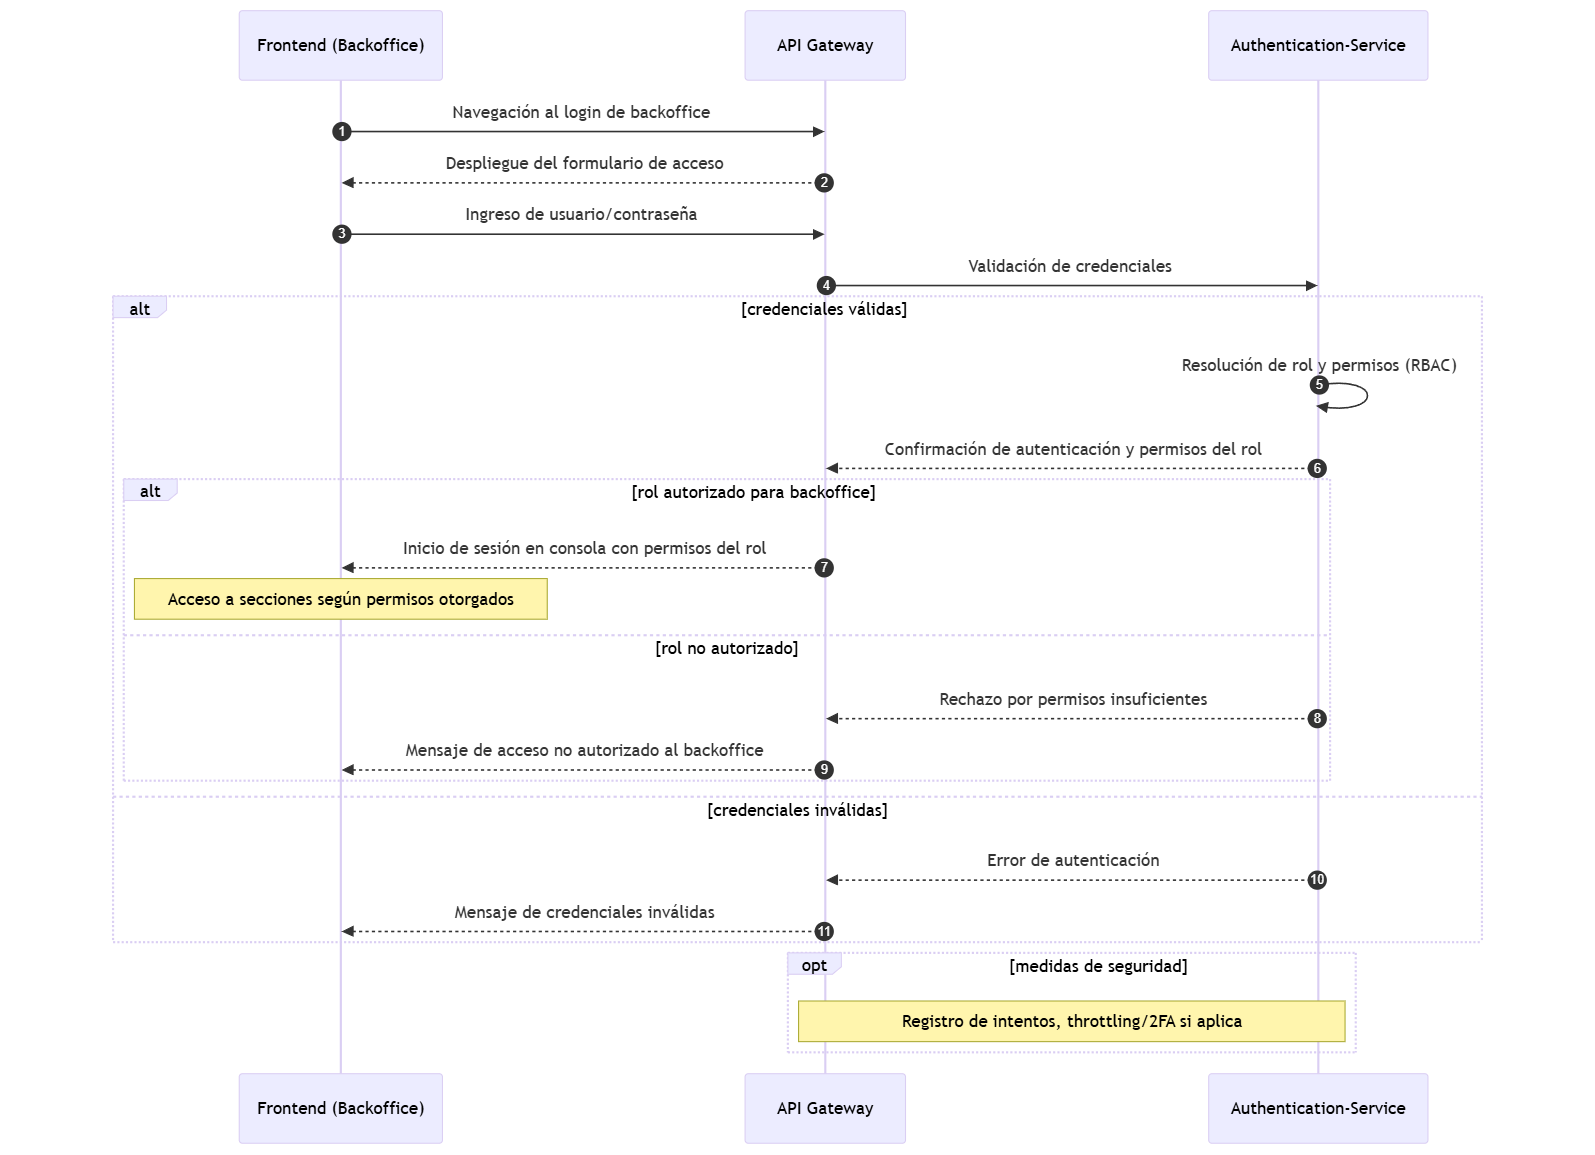 Frontend (Backoffice)
API Gateway
Authentication-Service
Navegación al login de backoffice
1
Despliegue del formulario de acceso
2
Ingreso de usuario/contraseña
3
Validación de credenciales
4
alt
[credenciales válidas]
Resolución de rol y permisos (RBAC)
5
Confirmación de autenticación y permisos del rol
6
alt
[rol autorizado para backoffice]
Inicio de sesión en consola con permisos del rol
7
Acceso a secciones según permisos otorgados
[rol no autorizado]
Rechazo por permisos insuficientes
8
Mensaje de acceso no autorizado al backoffice
9
[credenciales inválidas]
Error de autenticación
10
Mensaje de credenciales inválidas
11
opt
[medidas de seguridad]
Registro de intentos, throttling/2FA si aplica
Frontend (Backoffice)
API Gateway
Authentication-Service